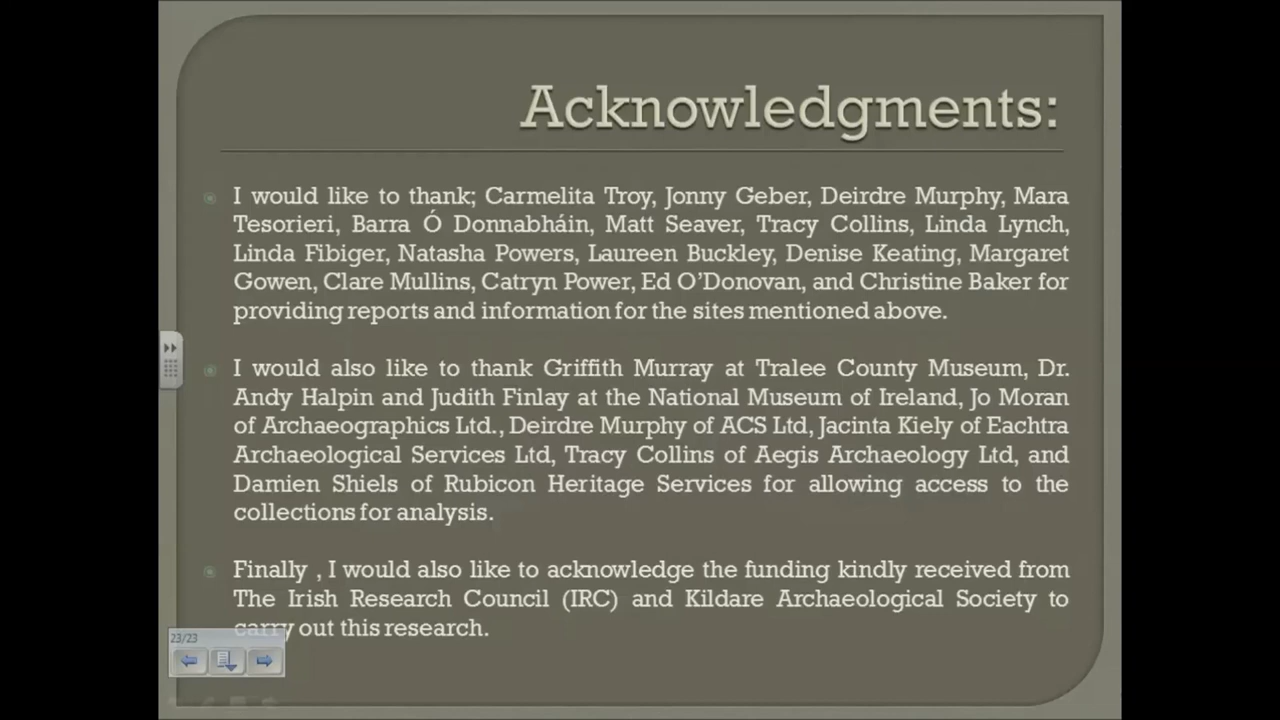 Acknowledgments:
I would like to thank; Carmelita Troy, Jonny Geber, Deirdre Murphy, Mara
Tesorieri, Barra Ó Donnabháin, Matt Seaver, Tracy Collins, Linda Lynch,
Linda Fibiger, Natasha Powers, Laureen Buckley, Denise Keating, Margaret
Gowen, Clare Mullins, Catryn Power, Ed O’Donovan, and Christine Baker for
providing reports and information for the sites mentioned above.
I would also like to thank Griffith Murray at Tralee County Museum, Dr.
Andy Halpin and Judith Finlay at the National Museum of Ireland, Jo Moran
of Archaeographics Ltd., Deirdre Murphy of ACS Ltd, Jacinta Kiely of Eachtra
Archaeological Services Ltd, Tracy Collins of Aegis Archaeology Ltd, and
Damien Shiels of Rubicon Heritage Services for allowing access to the
collections for analysis.
Finally , I would also like to acknowledge the funding kindly received from
The Irish Research Council (IRC) and Kildare Archaeological Society to
carry out this research.
23/23